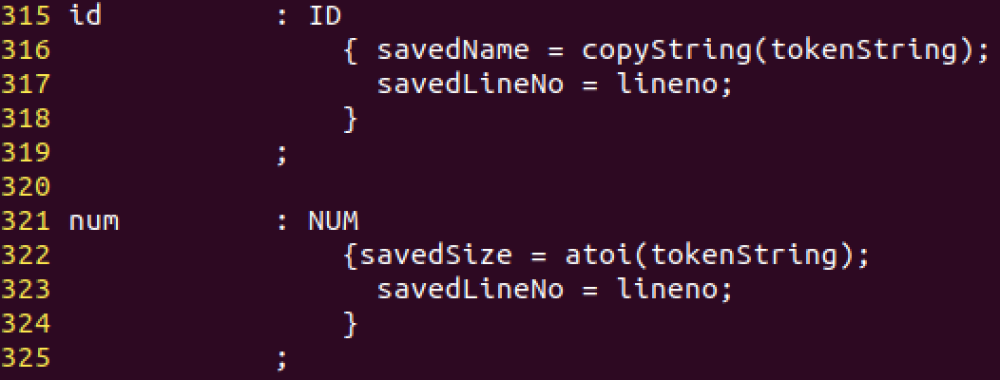 315 id          : ID
316                 { savedName = copyString(tokenString);
317                   savedLineNo = lineno;
318                 }
319             ;
320
321 num         : NUM
322                 {savedSize = atoi(tokenString);
323                   savedLineNo = lineno;
324                 }
325             ;